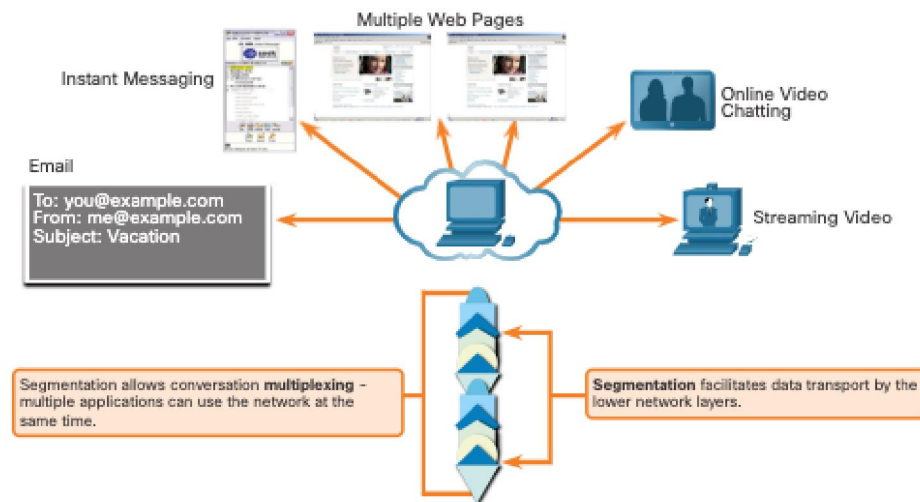 Multiple Web Pages
Instant Messaging
Online Video
Chatting
Email
To: you@example.com
From: me@example.com
Subject: Vacation
Streaming Video
Segmentation allows conversation multiplexing -
multiple applications can use the network at the
same time.
Segmentation facilitates data transport by the
lower network layers.